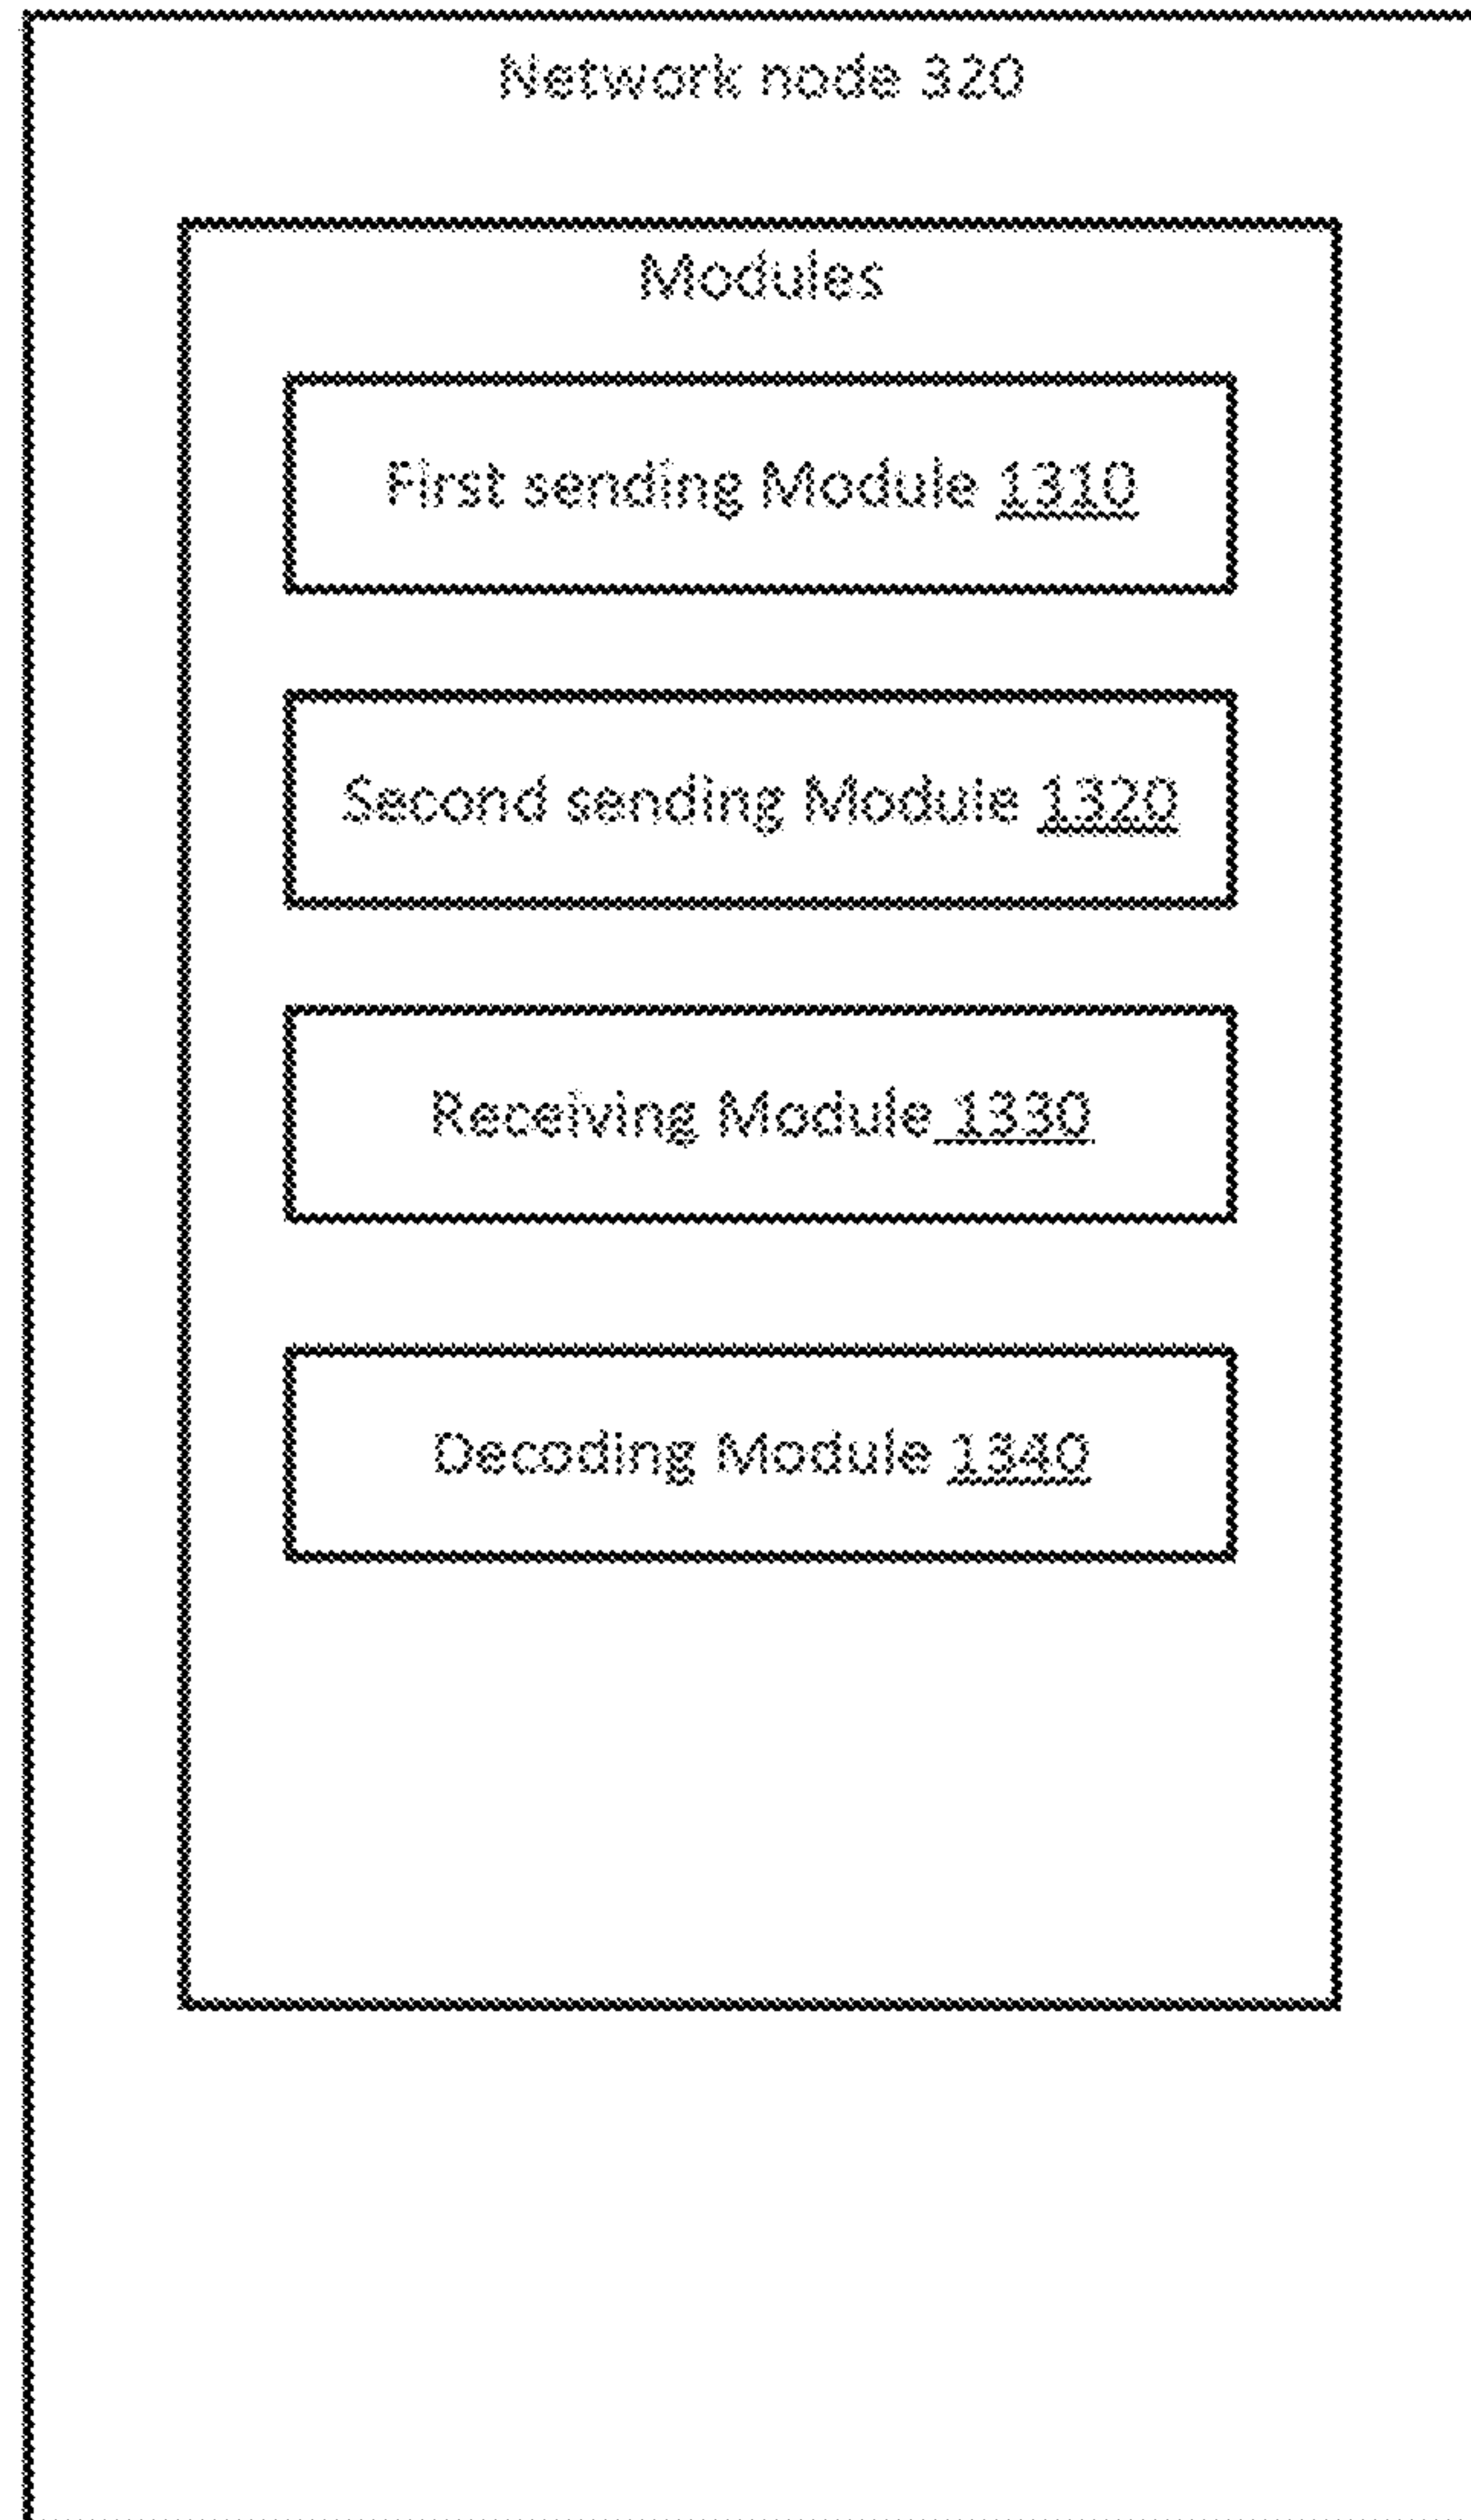 Network node 320
Modules
First sending Module 1310
Second sending Module 1320
Receiving Module 1330
Decoding Module 1340